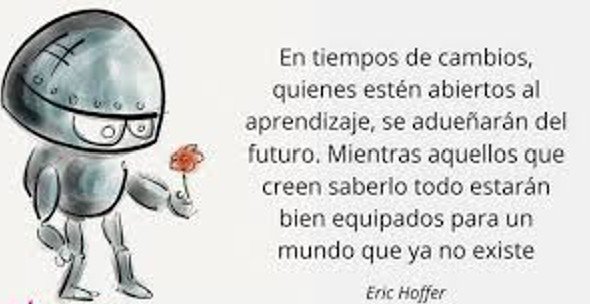 En tiempos de cambios,
quienes estén abiertos al
aprendizaje, se adueñarán del
futuro. Mientras aquellos que
creen saberlo todo estarán
bien equipados para un
mundo que ya no existe
Eric Hoffer